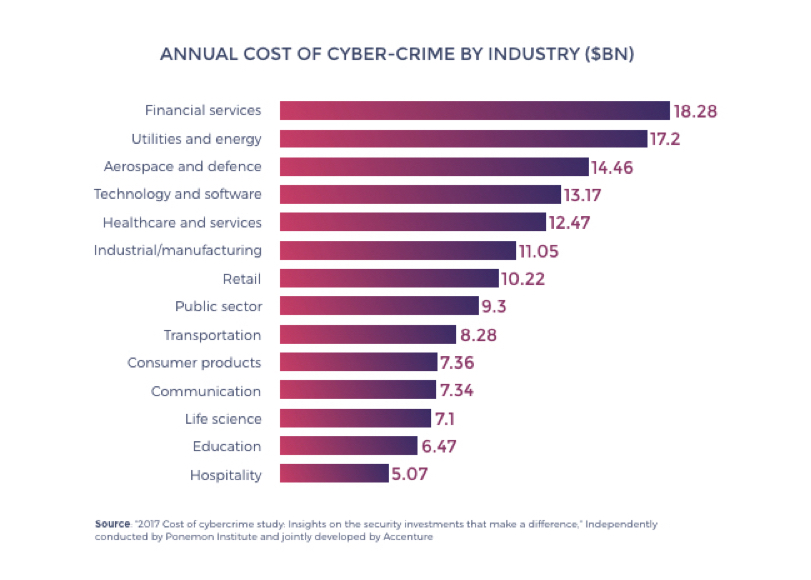 ANNUAL COST OF CYBER-CRIME BY INDUSTRY ($BN)
Financial services 18.28
Utilities and energy 17.2
Aerospace and defence 14.46
Technology and software 13.17
Healthcare and services 12.47
Industrial/manufacturing 11.05
Retail 10.22
Public sector 9.3
Transportation 8.28
Consumer products 7.36
Communication 7.34
Life science 7.1
Education 6.47
Hospitality 5.07
Source: "2017 Cost of cybercrime study: Insights on the security investments that make a difference," Independently
conducted by Ponemon Institute and jointly developed by Accenture